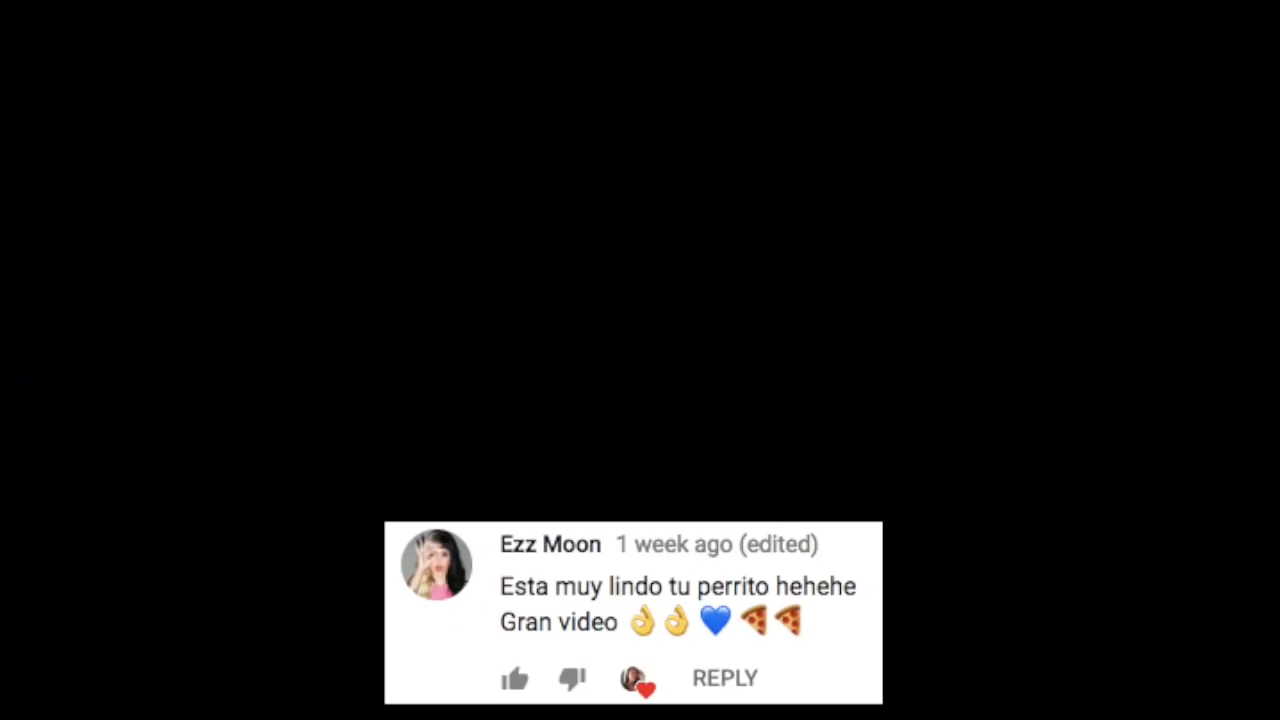 Ezz Moon 1 week ago (edited)
Esta muy lindo tu perrito hehehe
Gran video 👌👌💙🍕🍕
REPLY